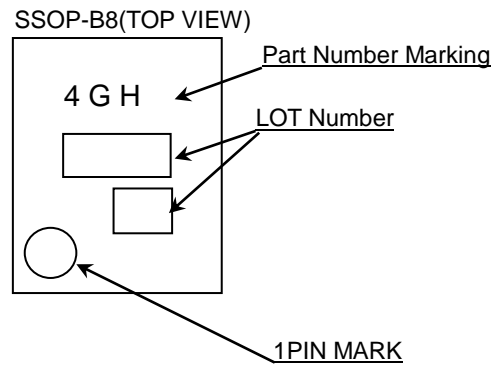 SSOP-B8(TOP VIEW)
Part Number Marking
4 G H
LOT Number
1PIN MARK